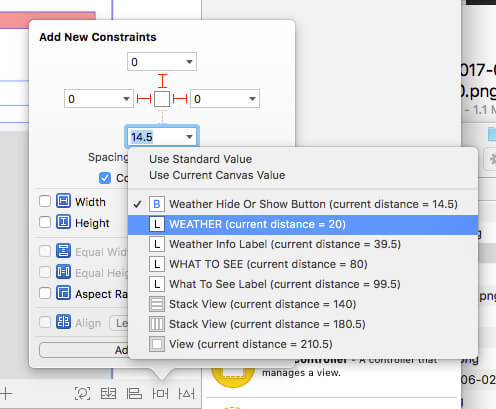 Add New Constraints
0
017-0
0.png
0
0
- 1.1 M
14.5
Spacing
Use Standard Value
Use Current Canvas Value
Co
✓ B Weather Hide Or Show Button (current distance = 14.5)
Width
L WEATHER (current distance = 20)
Height
L Weather Info Label (current distance = 39.5)
Equal Wid
L WHAT TO SEE (current distance = 80)
Equal Heig
L What To See Label (current distance = 99.5)
Aspect Ra
Stack View (current distance = 140)
Align Le
Stack View (current distance = 180.5)
View (current distance = 210.5)
Add
controller - A controller that
manages a view.
ng
png
ng
06-02